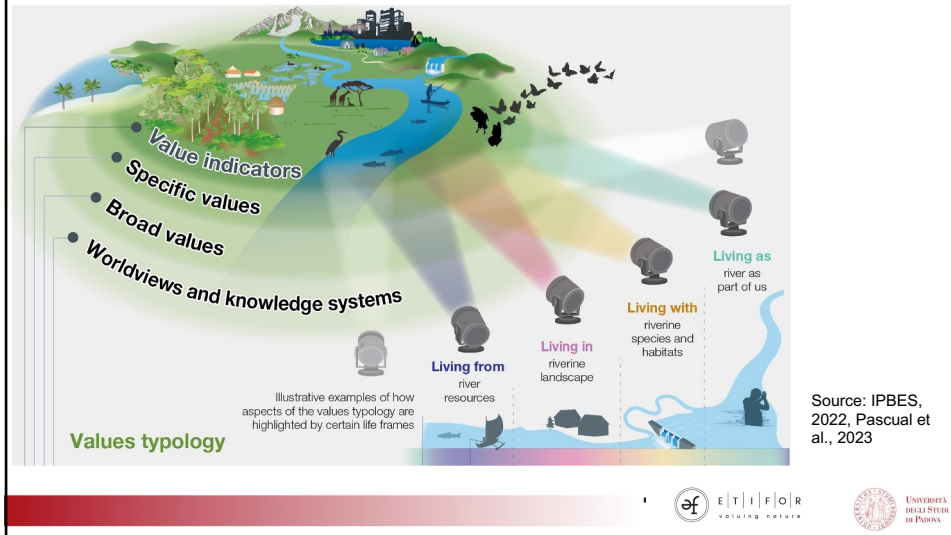 Value indicators
Specific values
Broad values
Worldviews and knowledge systems
Living as
river as
part of us
Living with
riverine
species and
habitats
Living in
riverine
landscape
Living from
river
resources
Illustrative examples of how
aspects of the values typology are
highlighted by certain life frames
Values typology
Source: IPBES,
2022, Pascual et
al., 2023
ef
E|T|I|F|O|R
valuing nature
UNIVERSITÀ
DEGLI STUDI
DI PADOVA